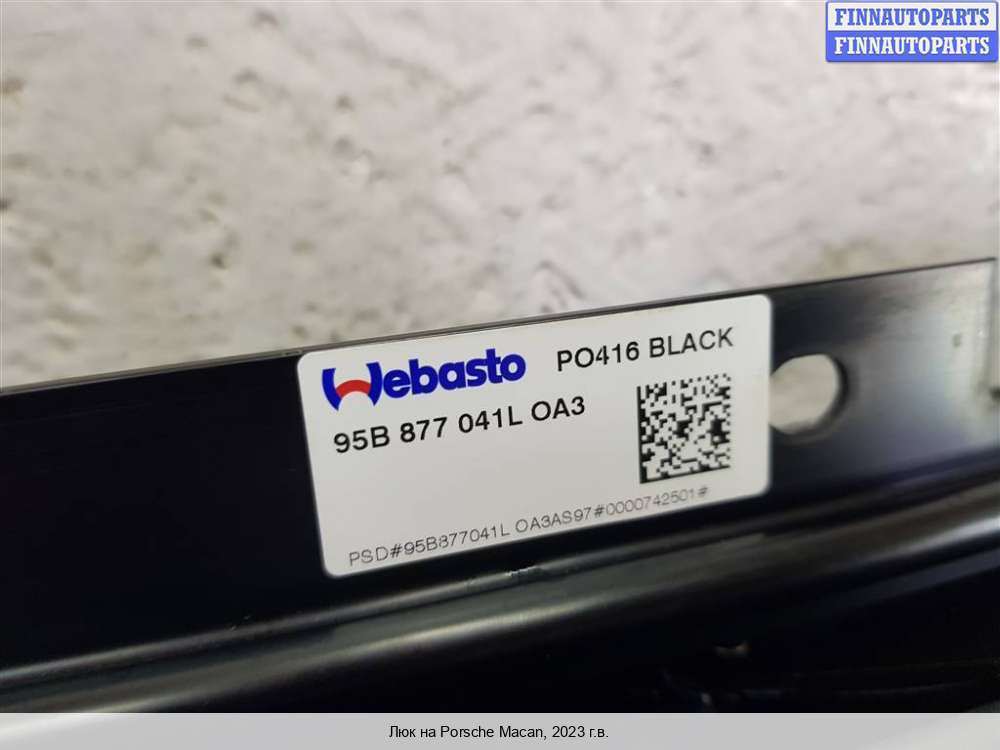 FINNAUTOPARTS
FINNAUTOPARTS
Webasto PO416 BLACK
95B 877 041L OA3
PSD#95B877041L OA3AS97#0000742501#
Люк на Porsche Macan, 2023 г.в.